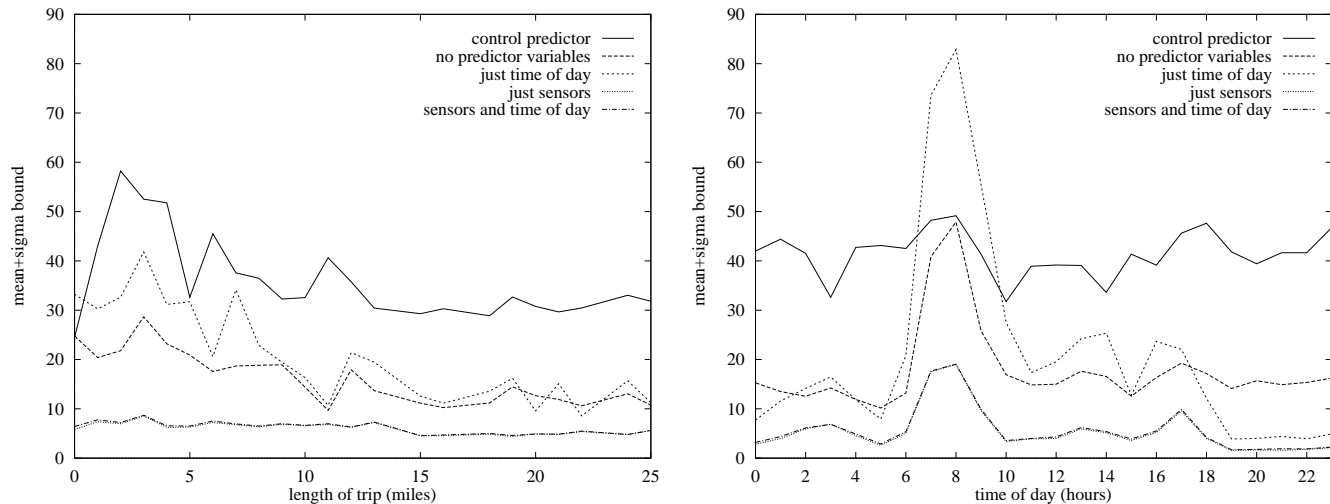 90
80
70
60
50
40
30
20
10
0
mean+sigma bound
control predictor
no predictor variables
just time of day
just sensors
sensors and time of day
0 5 10 15 20 25
length of trip (miles)
90
80
70
60
50
40
30
20
10
0
mean+sigma bound
control predictor
no predictor variables
just time of day
just sensors
sensors and time of day
0 2 4 6 8 10 12 14 16 18 20 22
time of day (hours)